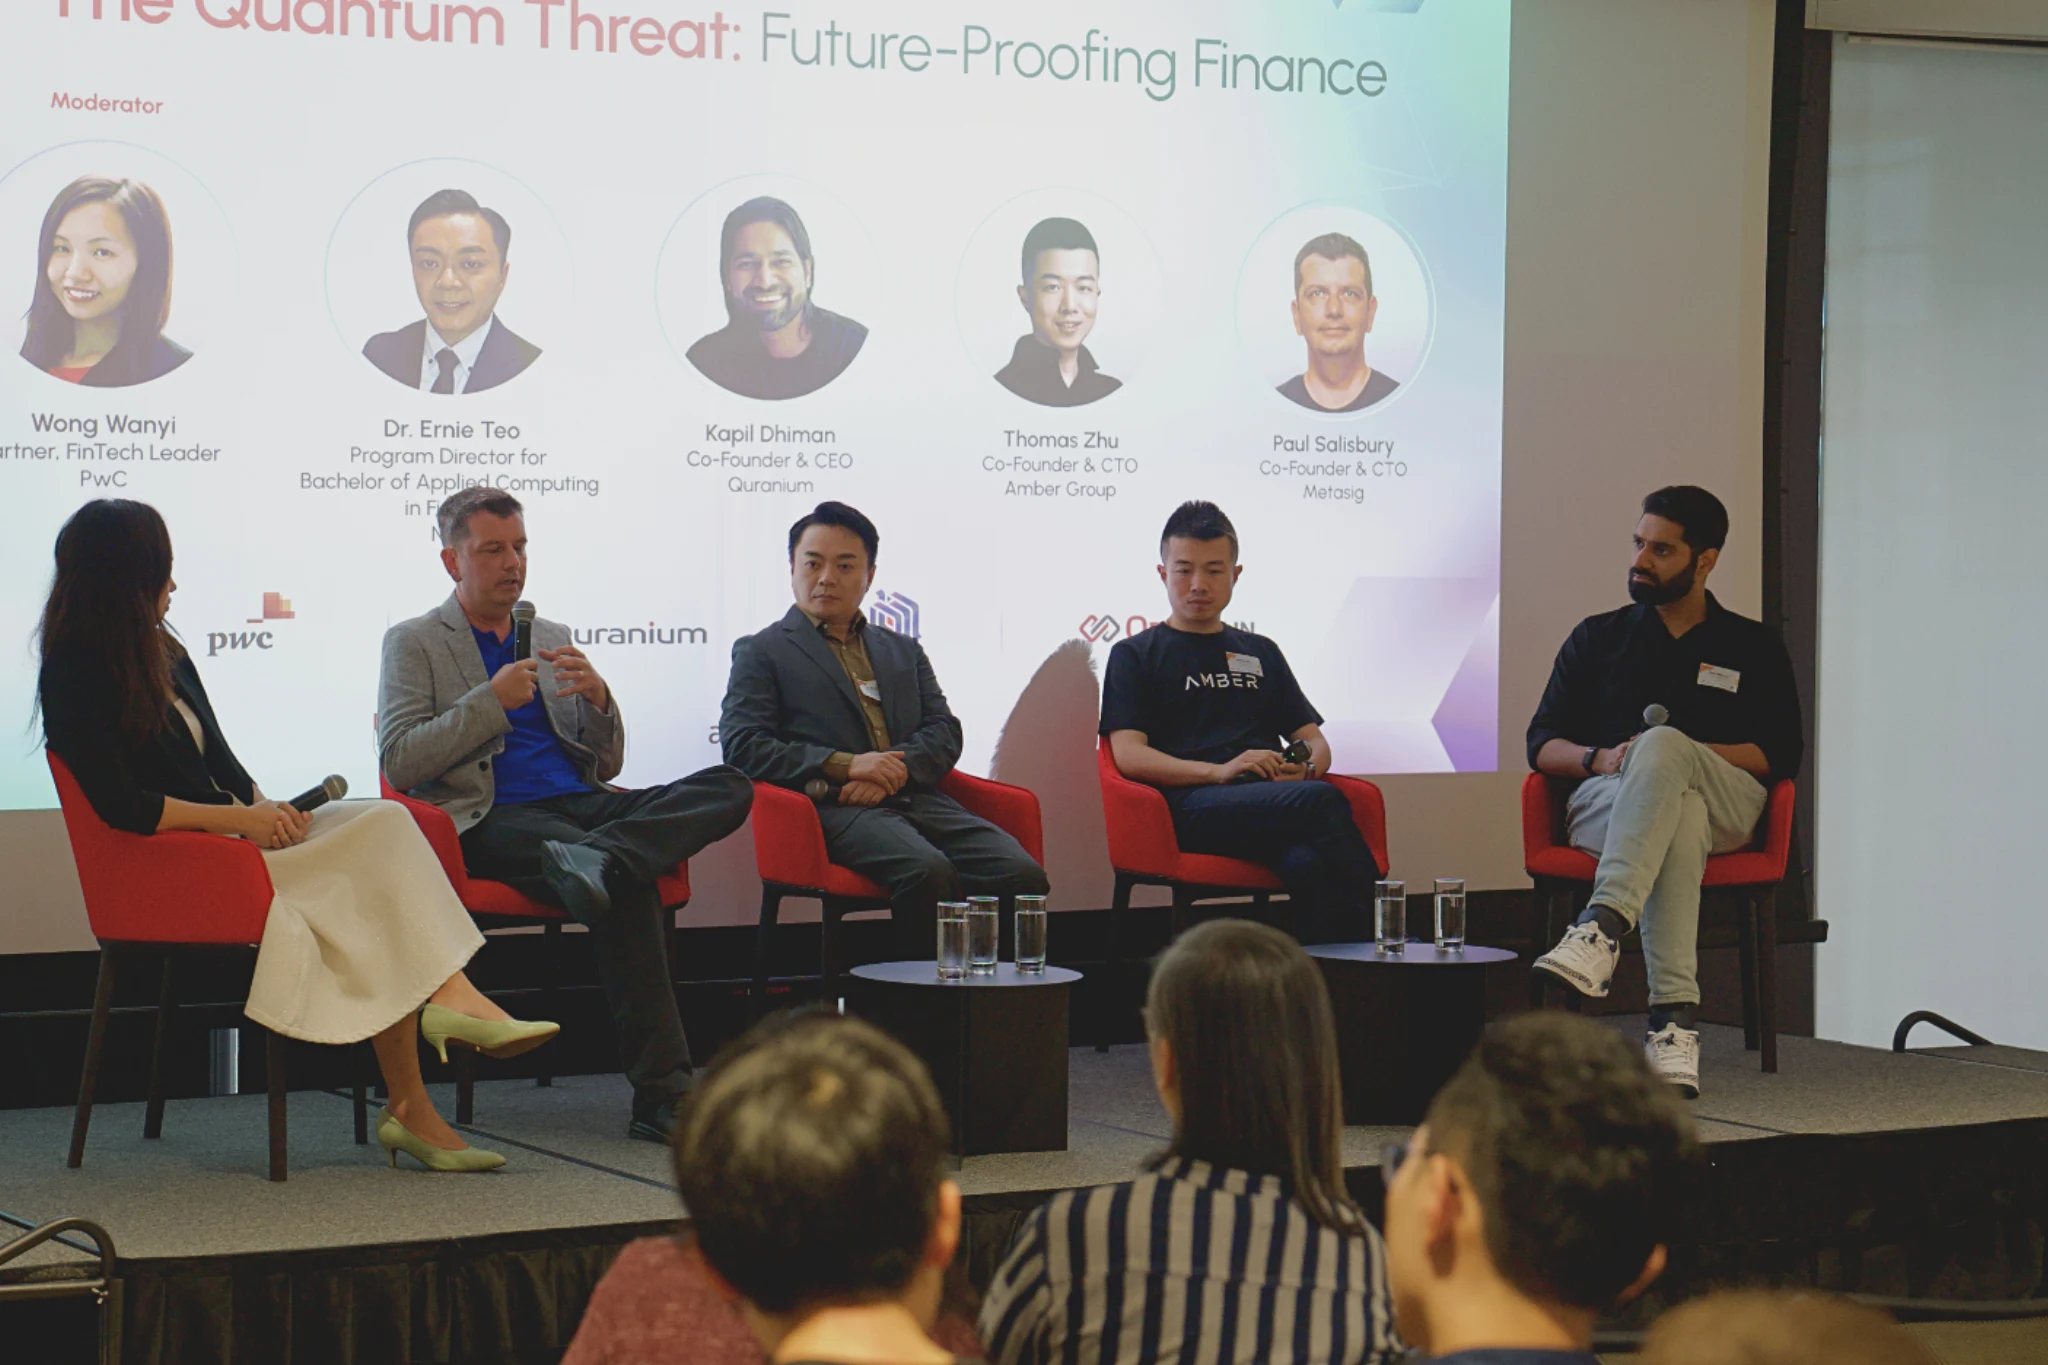 The Quantum Threat: Future-Proofing Finance
Moderator
Wong Wanyi
artner, FinTech Leader
PwC
Dr. Ernie Teo
Program Director for
Bachelor of Applied Computing
in Fi
N
Kapil Dhiman
Co-Founder & CEO
Quranium
Thomas Zhu
Co-Founder & CTO
Amber Group
Paul Salisbury
Co-Founder & CTO
Metasig
pwc
uranium
AMBER